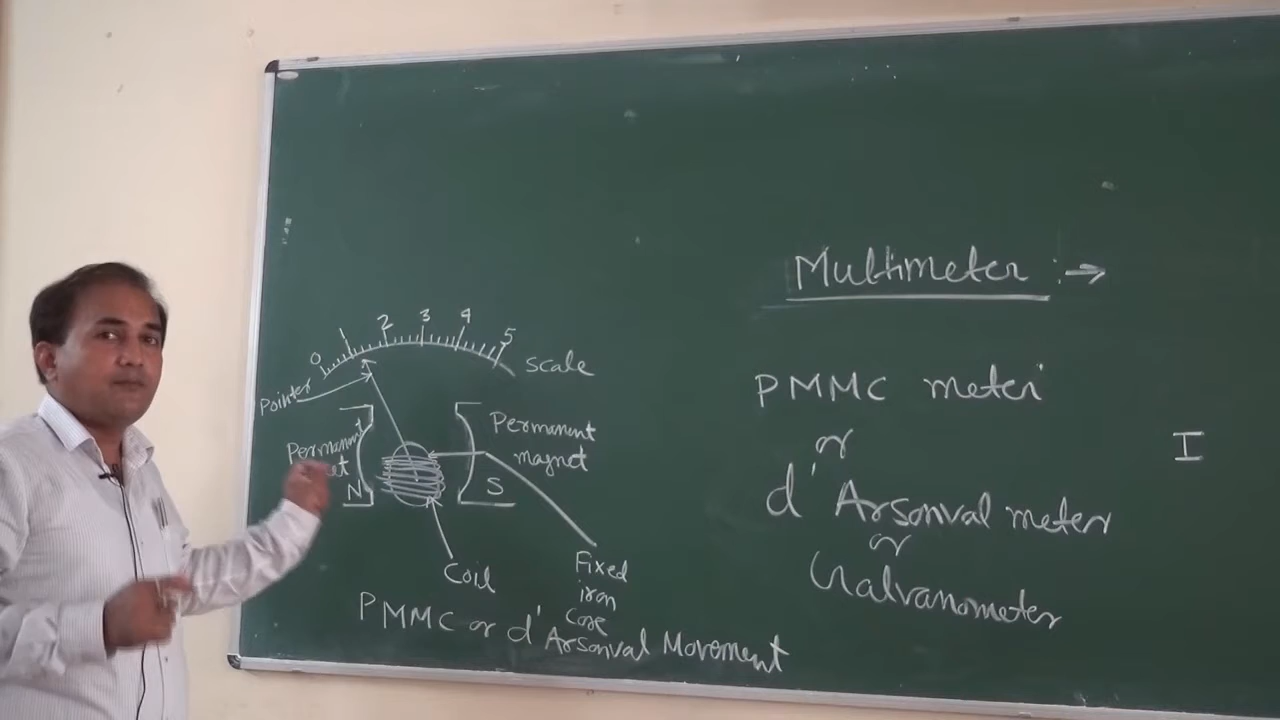 Multimeter :→
PMMC meter
or
d'Arsonval meter
or
Galvanometer
I
0 1 2 3 4 5
scale
Pointer
Permanent
N
Permanent
magnet
S
Coil
Fixed
iron
core
PMMC or d'Arsonval Movement